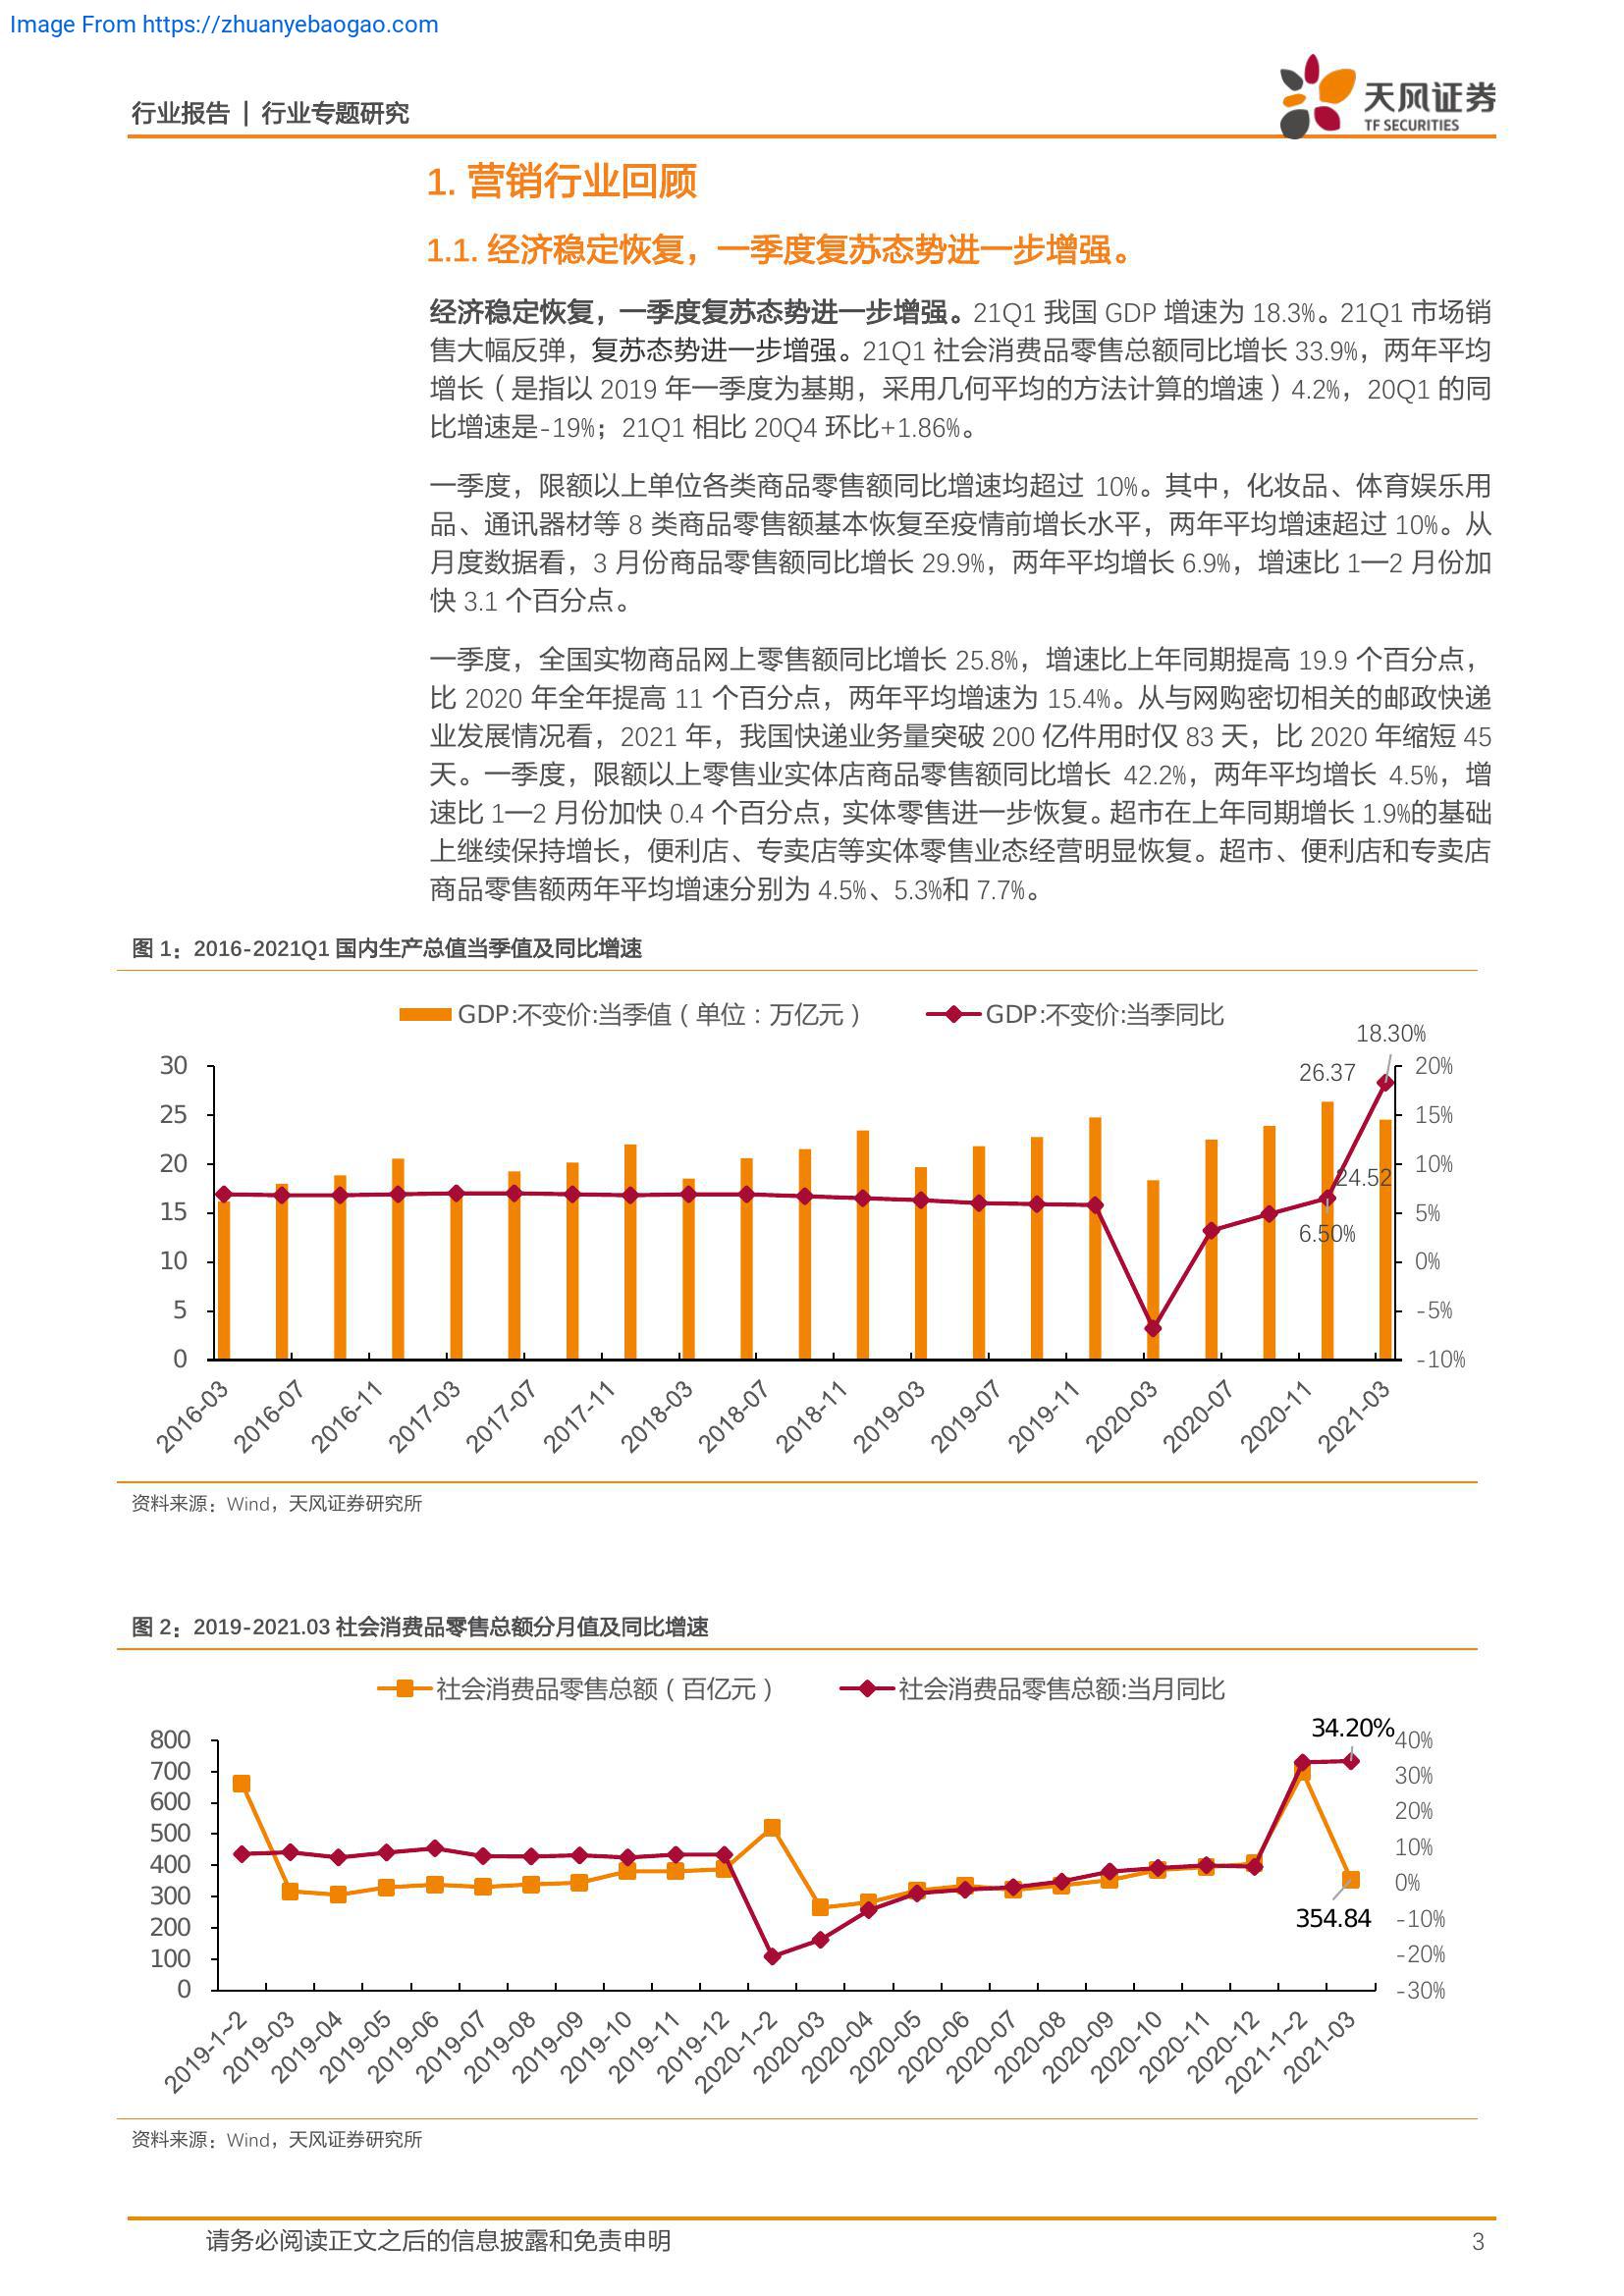 Image From https://zhuanyebaogao.com
行业报告 | 行业专题研究
天风证券
TF SECURITIES
1. 营销行业回顾
1.1. 经济稳定恢复，一季度复苏态势进一步增强。
经济稳定恢复，一季度复苏态势进一步增强。21Q1 我国 GDP 增速为 18.3%。21Q1 市场销
售大幅反弹，复苏态势进一步增强。21Q1 社会消费品零售总额同比增长 33.9%，两年平均
增长（是指以 2019 年一季度为基期，采用几何平均的方法计算的增速）4.2%，20Q1 的同
比增速是-19%；21Q1 相比 20Q4 环比+1.86%。
一季度，限额以上单位各类商品零售额同比增速均超过 10%。其中，化妆品、体育娱乐用
品、通讯器材等 8 类商品零售额基本恢复至疫情前增长水平，两年平均增速超过 10%。从
月度数据看，3 月份商品零售额同比增长 29.9%，两年平均增长 6.9%，增速比 1—2 月份加
快 3.1 个百分点。
一季度，全国实物商品网上零售额同比增长 25.8%，增速比上年同期提高 19.9 个百分点，
比 2020 年全年提高 11 个百分点，两年平均增速为 15.4%。从与网购密切相关的邮政快递
业发展情况看，2021 年，我国快递业务量突破 200 亿件用时仅 83 天，比 2020 年缩短 45
天。一季度，限额以上零售业实体店商品零售额同比增长 42.2%，两年平均增长 4.5%，增
速比 1—2 月份加快 0.4 个百分点，实体零售进一步恢复。超市在上年同期增长 1.9%的基础
上继续保持增长，便利店、专卖店等实体零售业态经营明显恢复。超市、便利店和专卖店
商品零售额两年平均增速分别为 4.5%、5.3%和 7.7%。
图 1：2016-2021Q1 国内生产总值当季值及同比增速
GDP:不变价:当季值（单位：万亿元） GDP:不变价:当季同比
18.30%
26.37
24.52
6.50%
30
25
20
15
10
5
0
20%
15%
10%
5%
0%
-5%
-10%
2016-03 2016-07 2016-11 2017-03 2017-07 2017-11 2018-03 2018-07 2018-11 2019-03 2019-07 2019-11 2020-03 2020-07 2020-11 2021-03
资料来源：Wind，天风证券研究所
图 2：2019-2021.03 社会消费品零售总额分月值及同比增速
社会消费品零售总额（百亿元） 社会消费品零售总额:当月同比
34.20%
354.84
800
700
600
500
400
300
200
100
0
40%
30%
20%
10%
0%
-10%
-20%
-30%
2019-1~2 2019-03 2019-04 2019-05 2019-06 2019-07 2019-08 2019-09 2019-10 2019-11 2019-12 2020-1~2 2020-03 2020-04 2020-05 2020-06 2020-07 2020-08 2020-09 2020-10 2020-11 2020-12 2021-1~2 2021-03
资料来源：Wind，天风证券研究所
请务必阅读正文之后的信息披露和免责申明 3